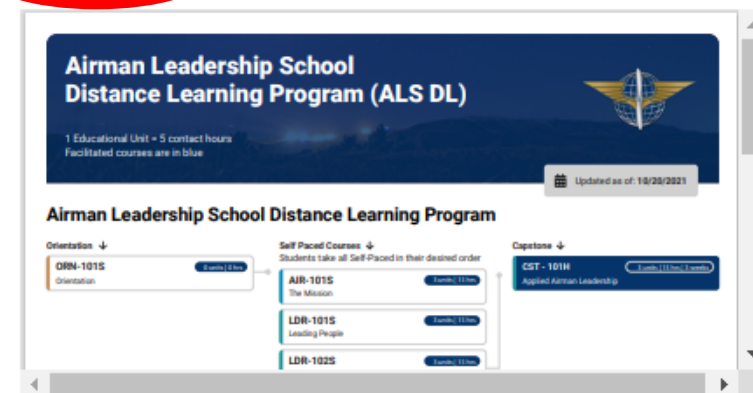 Airman Leadership School
Distance Learning Program (ALS DL)
1 Educational Unit = 5 contact hours
Facilitated courses are in blue
Updated as of: 10/20/2021
Airman Leadership School Distance Learning Program
Orientation ↓
ORN-101S
Orientation
Self Paced Courses ↓
Students take all Self-Paced in their desired order
AIR-101S
The Mission
LDR-101S
Leading People
LDR-102S
Capstone ↓
CST - 101H
Applied Airman Leadership